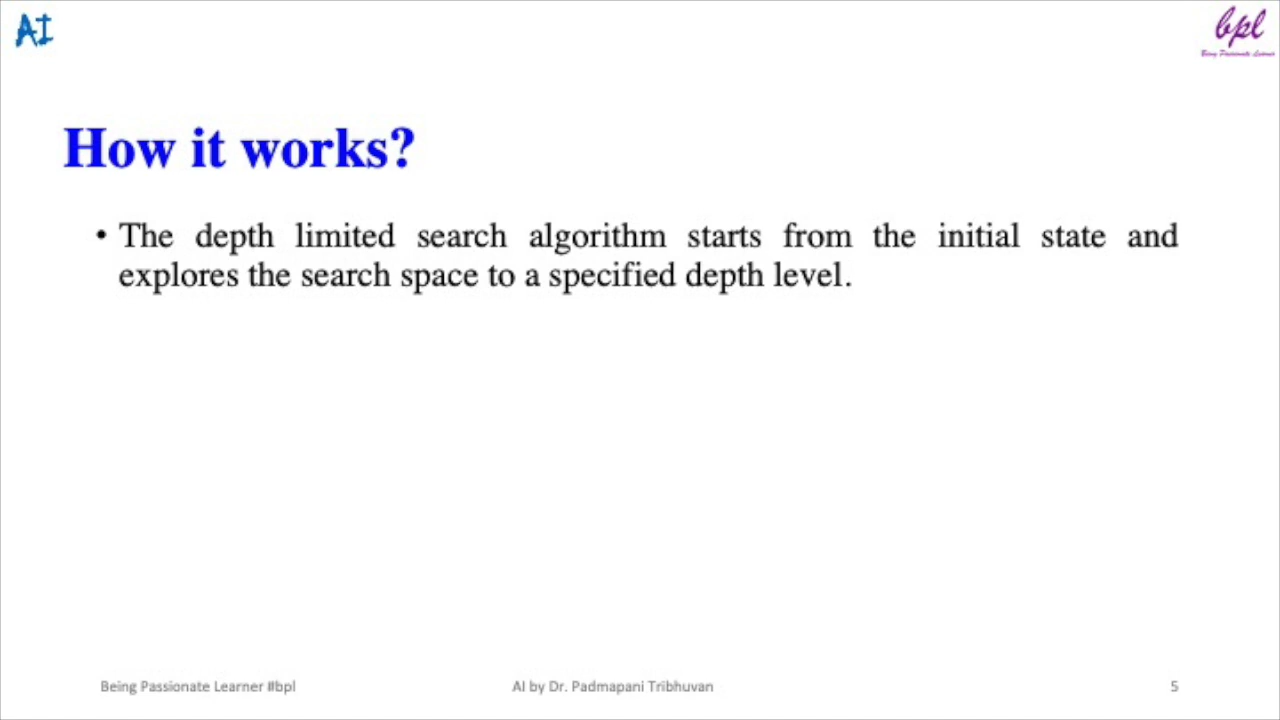 AI
bpl
Being Passionate Learner
How it works?
• The depth limited search algorithm starts from the initial state and
explores the search space to a specified depth level.
Being Passionate Learner #bpl
AI by Dr. Padmapani Tribhuvan
5